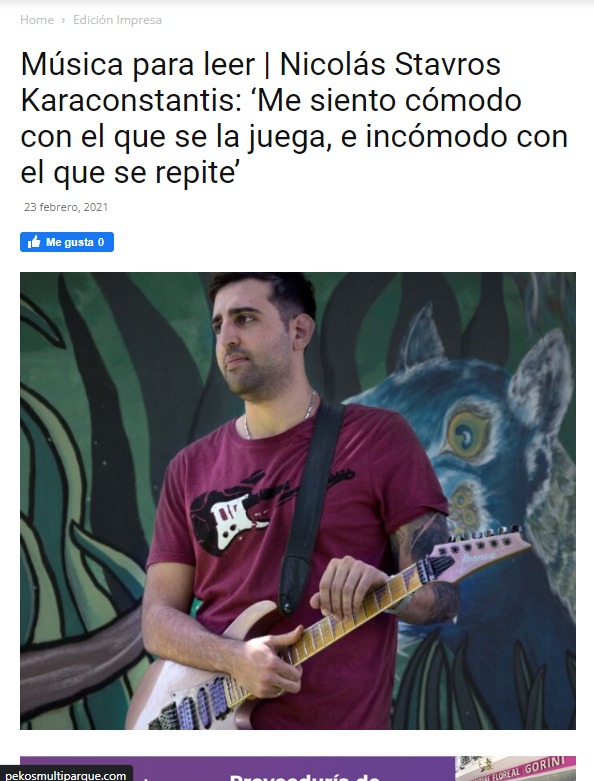 Home › Edición Impresa
Música para leer | Nicolás Stavros
Karaconstantis: ‘Me siento cómodo
con el que se la juega, e incómodo con
el que se repite’
23 febrero, 2021
Me gusta 0
Ibanez
FLOREAL GORINI
Proveeduría de
pekosmultiparque.com